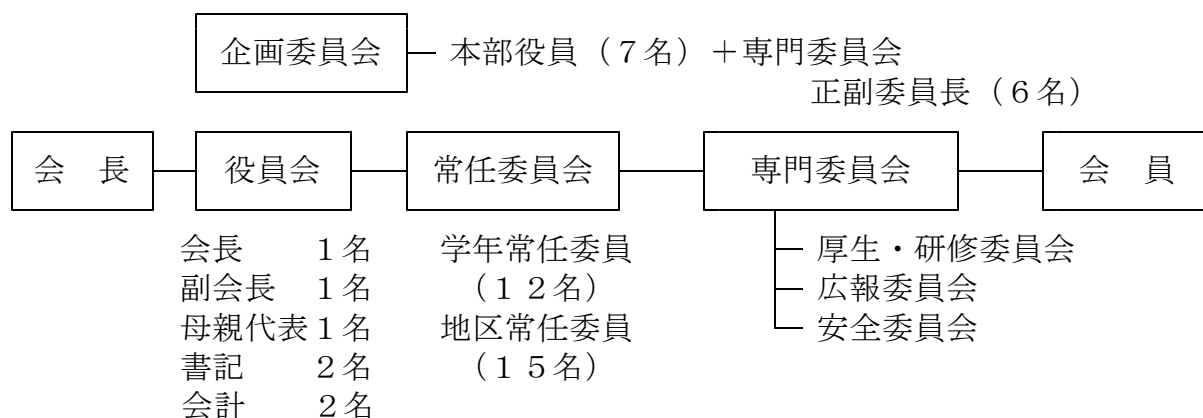 企画委員会 本部役員（７名）＋専門委員会
正副委員長（６名）
会　長 役員会 常任委員会 専門委員会 会　員
会長　　１名 学年常任委員 厚生・研修委員会
副会長　１名 （１２名） 広報委員会
母親代表１名 地区常任委員 安全委員会
書記　　２名 （１５名）
会計　　２名